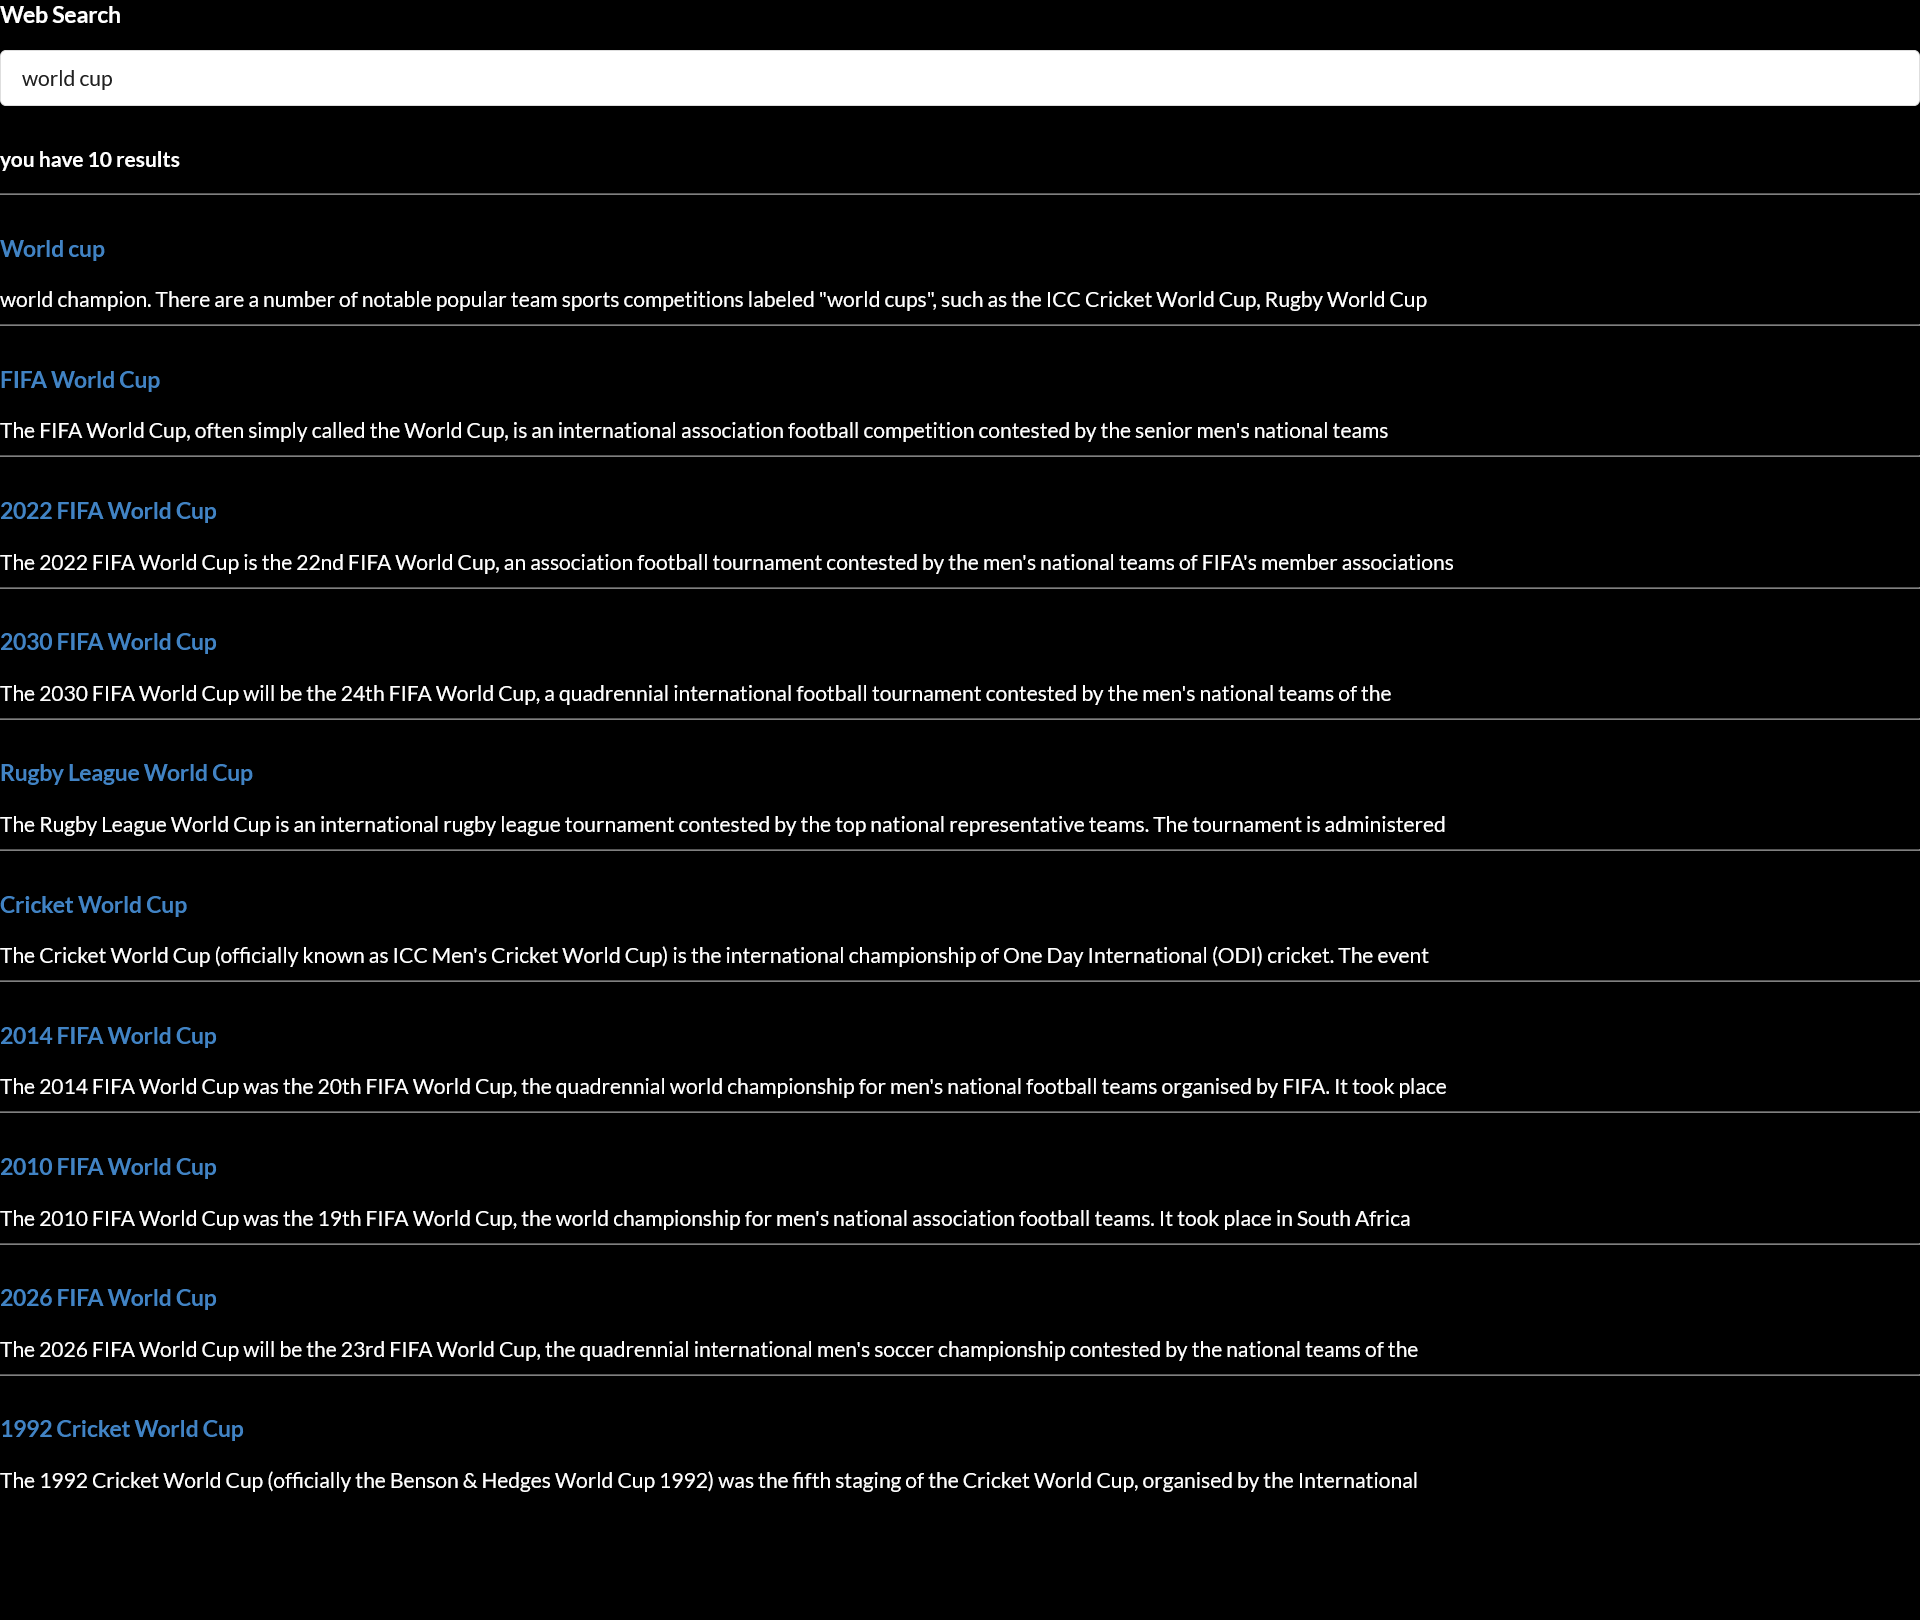 Web Search
world cup
you have 10 results
World cup
world champion. There are a number of notable popular team sports competitions labeled "world cups", such as the ICC Cricket World Cup, Rugby World Cup
FIFA World Cup
The FIFA World Cup, often simply called the World Cup, is an international association football competition contested by the senior men's national teams
2022 FIFA World Cup
The 2022 FIFA World Cup is the 22nd FIFA World Cup, an association football tournament contested by the men's national teams of FIFA's member associations
2030 FIFA World Cup
The 2030 FIFA World Cup will be the 24th FIFA World Cup, a quadrennial international football tournament contested by the men's national teams of the
Rugby League World Cup
The Rugby League World Cup is an international rugby league tournament contested by the top national representative teams. The tournament is administered
Cricket World Cup
The Cricket World Cup (officially known as ICC Men's Cricket World Cup) is the international championship of One Day International (ODI) cricket. The event
2014 FIFA World Cup
The 2014 FIFA World Cup was the 20th FIFA World Cup, the quadrennial world championship for men's national football teams organised by FIFA. It took place
2010 FIFA World Cup
The 2010 FIFA World Cup was the 19th FIFA World Cup, the world championship for men's national association football teams. It took place in South Africa
2026 FIFA World Cup
The 2026 FIFA World Cup will be the 23rd FIFA World Cup, the quadrennial international men's soccer championship contested by the national teams of the
1992 Cricket World Cup
The 1992 Cricket World Cup (officially the Benson & Hedges World Cup 1992) was the fifth staging of the Cricket World Cup, organised by the International